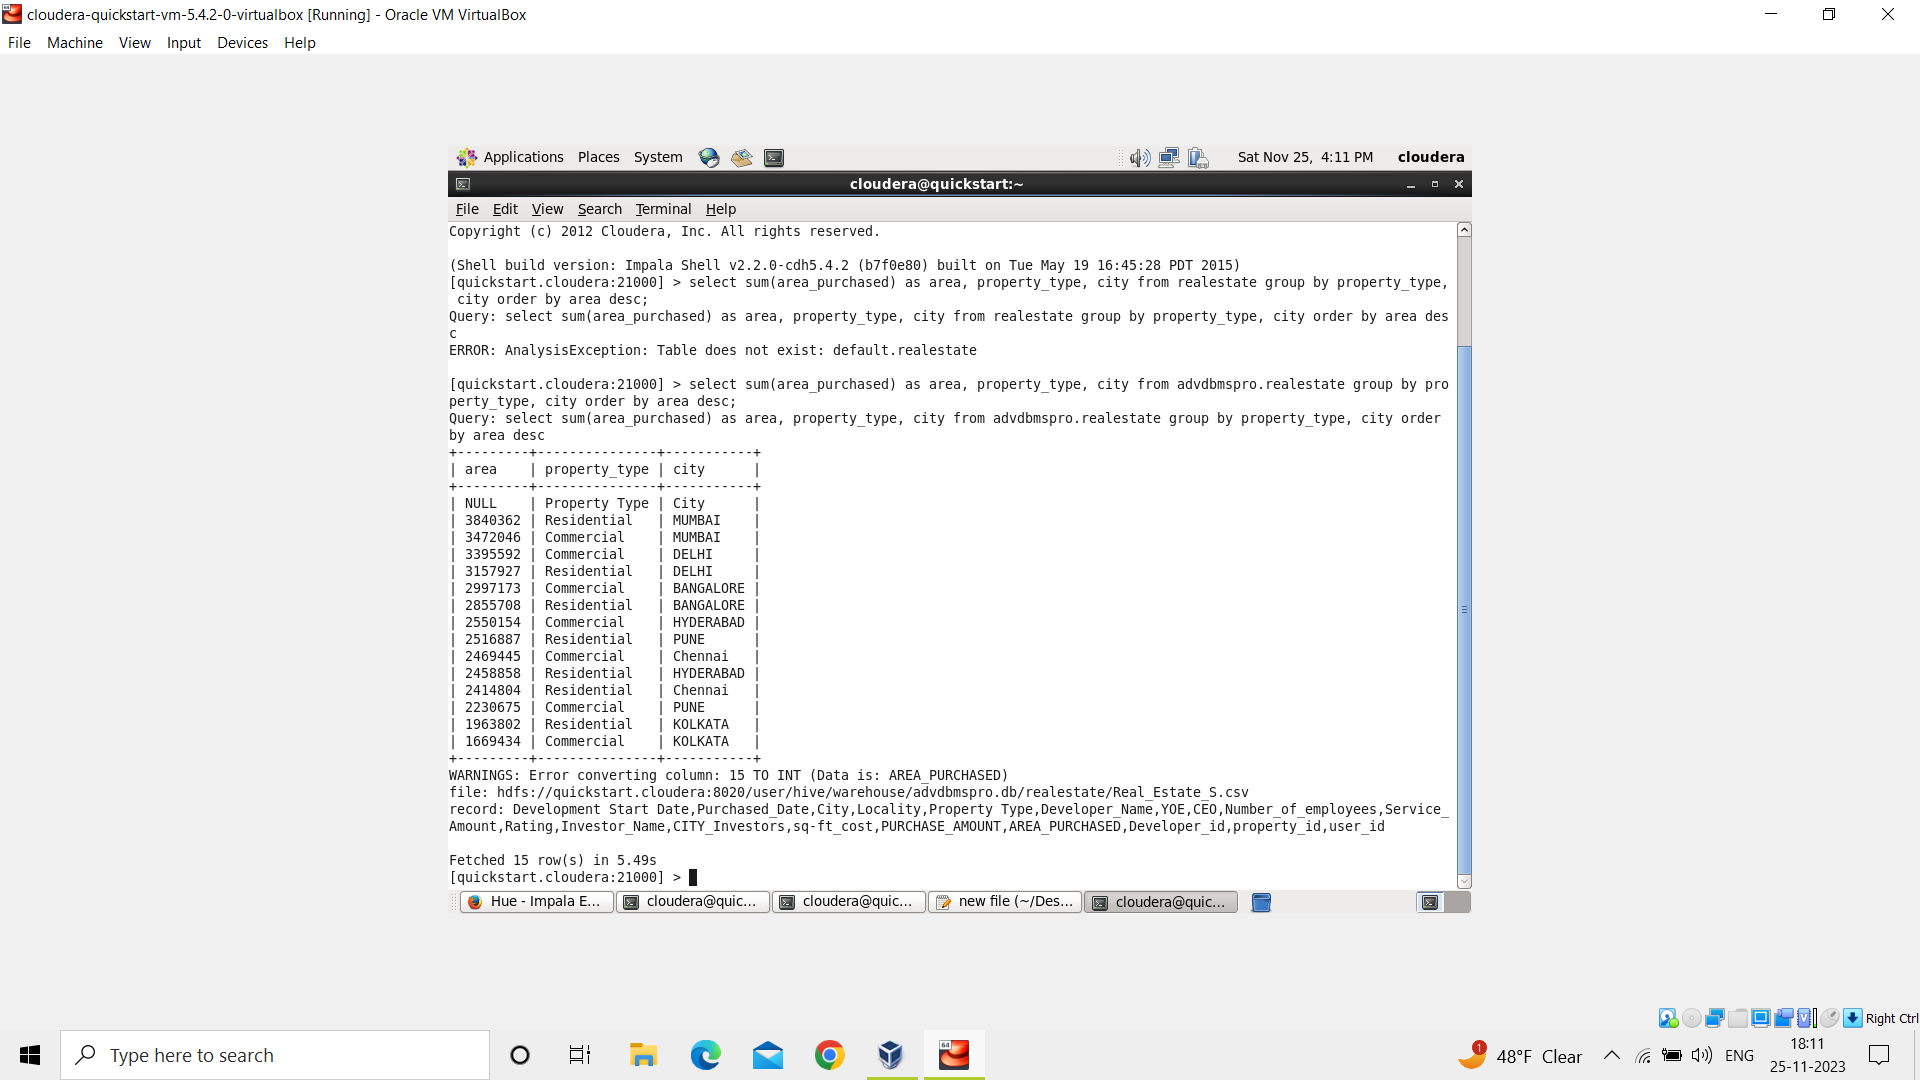 cloudera-quickstart-vm-5.4.2-0-virtualbox [Running] - Oracle VM VirtualBox
File Machine View Input Devices Help
Applications Places System Sat Nov 25, 4:11 PM cloudera
cloudera@quickstart:~
File Edit View Search Terminal Help
Copyright (c) 2012 Cloudera, Inc. All rights reserved.
(Shell build version: Impala Shell v2.2.0-cdh5.4.2 (b7f0e80) built on Tue May 19 16:45:28 PDT 2015)
[quickstart.cloudera:21000] > select sum(area_purchased) as area, property_type, city from realestate group by property_type,
city order by area desc;
Query: select sum(area_purchased) as area, property_type, city from realestate group by property_type, city order by area des
c
ERROR: AnalysisException: Table does not exist: default.realestate
[quickstart.cloudera:21000] > select sum(area_purchased) as area, property_type, city from advdbmspro.realestate group by pro
perty_type, city order by area desc;
Query: select sum(area_purchased) as area, property_type, city from advdbmspro.realestate group by property_type, city order
by area desc
+---------+---------------+-----------+
| area    | property_type | city      |
+---------+---------------+-----------+
| NULL    | Property Type | City      |
| 3840362 | Residential   | MUMBAI    |
| 3472046 | Commercial    | MUMBAI    |
| 3395592 | Commercial    | DELHI     |
| 3157927 | Residential   | DELHI     |
| 2997173 | Commercial    | BANGALORE |
| 2855708 | Residential   | BANGALORE |
| 2550154 | Commercial    | HYDERABAD |
| 2516887 | Residential   | PUNE      |
| 2469445 | Commercial    | Chennai   |
| 2458858 | Residential   | HYDERABAD |
| 2414804 | Residential   | Chennai   |
| 2230675 | Commercial    | PUNE      |
| 1963802 | Residential   | KOLKATA   |
| 1669434 | Commercial    | KOLKATA   |
+---------+---------------+-----------+
WARNINGS: Error converting column: 15 TO INT (Data is: AREA_PURCHASED)
file: hdfs://quickstart.cloudera:8020/user/hive/warehouse/advdbmspro.db/realestate/Real_Estate_S.csv
record: Development Start Date,Purchased_Date,City,Locality,Property Type,Developer_Name,YOE,CEO,Number_of_employees,Service_
Amount,Rating,Investor_Name,CITY_Investors,sq-ft_cost,PURCHASE_AMOUNT,AREA_PURCHASED,Developer_id,property_id,user_id
Fetched 15 row(s) in 5.49s
[quickstart.cloudera:21000] >
Hue - Impala E... cloudera@quic... cloudera@quic... new file (~/Des... cloudera@quic...
Right Ctrl
Type here to search 64 1 48°F Clear ENG 18:11
25-11-2023